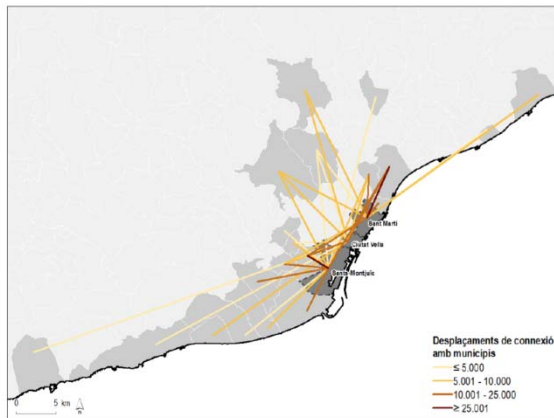 Sant Martí
Ciutat Vella
Sants-Montjuïc
Desplaçaments de connexió
amb municipis
≤ 5.000
5.001 - 10.000
10.001 - 25.000
≥ 25.001
0 5 km